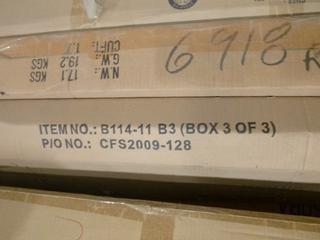 N.W.: 17.1 KGS
G.W.: 19.2 KGS
CUFT: 1.7
6918
ITEM NO.: B114-11 B3 (BOX 3 OF 3)
P/O NO.: CFS2009-128